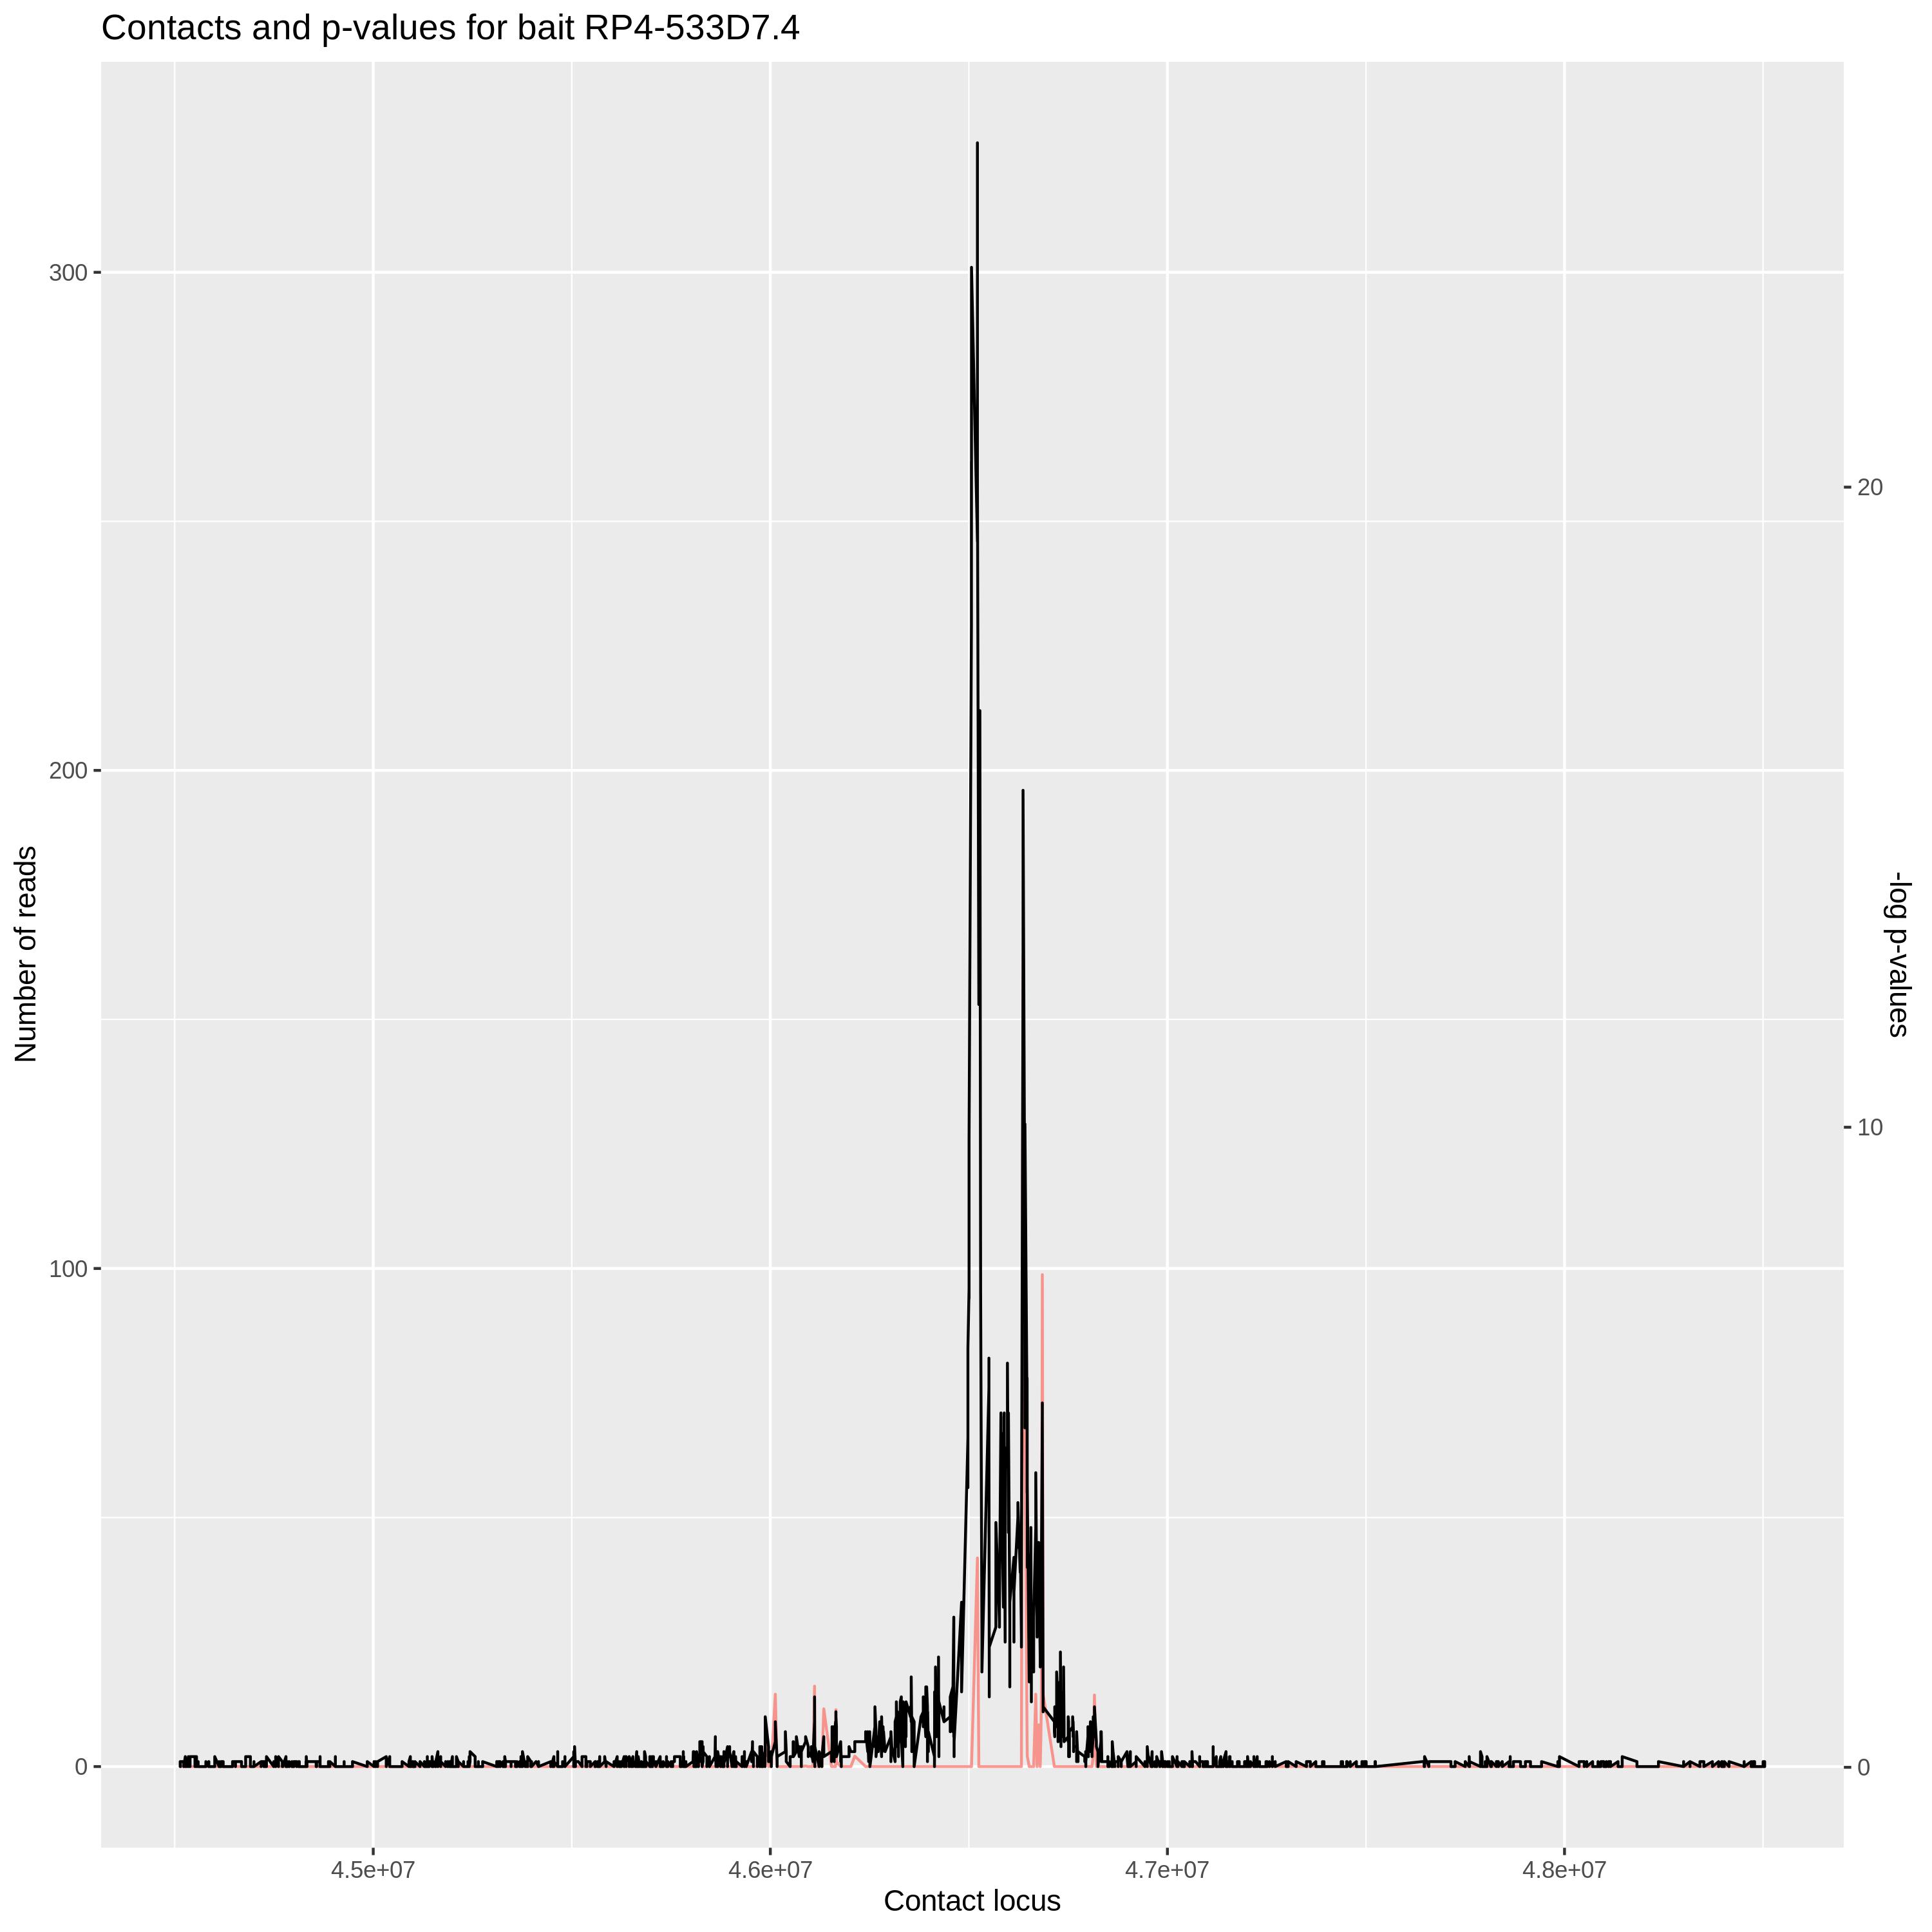 Contacts and p-values for bait RP4-533D7.4
300
200
100
0
Number of reads
20
10
0
-log p-values
4.5e+07
4.6e+07
4.7e+07
4.8e+07
Contact locus